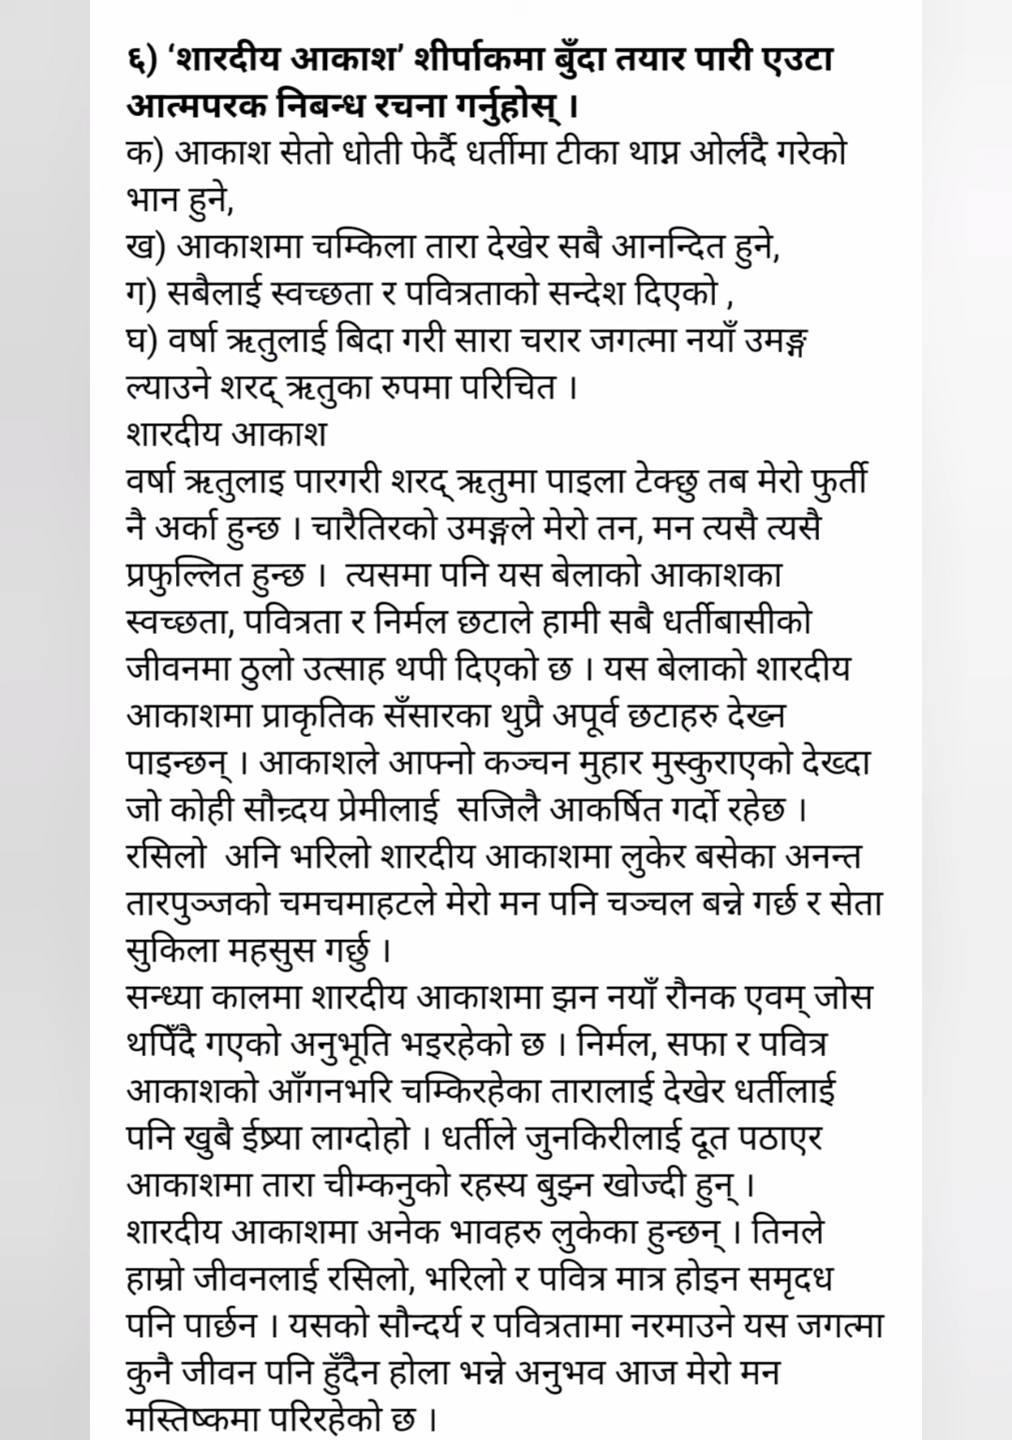 ६) ‘शारदीय आकाश’ शीर्पाकमा बुँदा तयार पारी एउटा
आत्मपरक निबन्ध रचना गर्नुहोस् ।
क) आकाश सेतो धोती फेर्दै धर्तीमा टीका थाप्न ओर्लदै गरेको
भान हुने,
ख) आकाशमा चम्किला तारा देखेर सबै आनन्दित हुने,
ग) सबैलाई स्वच्छता र पवित्रताको सन्देश दिएको ,
घ) वर्षा ऋतुलाई बिदा गरी सारा चरार जगत्मा नयाँ उमङ्ग
ल्याउने शरद् ऋतुका रुपमा परिचित ।
शारदीय आकाश
वर्षा ऋतुलाइ पारगरी शरद् ऋतुमा पाइला टेक्छु तब मेरो फुर्ती
नै अर्का हुन्छ । चारैतिरको उमङ्गले मेरो तन, मन त्यसै त्यसै
प्रफुल्लित हुन्छ ।  त्यसमा पनि यस बेलाको आकाशका
स्वच्छता, पवित्रता र निर्मल छटाले हामी सबै धर्तीबासीको
जीवनमा ठुलो उत्साह थपी दिएको छ । यस बेलाको शारदीय
आकाशमा प्राकृतिक सँसारका थुप्रै अपूर्व छटाहरु देख्न
पाइन्छन् । आकाशले आफ्नो कञ्चन मुहार मुस्कुराएको देख्दा
जो कोही सौन्र्दय प्रेमीलाई  सजिलै आकर्षित गर्दो रहेछ ।
रसिलो  अनि भरिलो शारदीय आकाशमा लुकेर बसेका अनन्त
तारपुञ्जको चमचमाहटले मेरो मन पनि चञ्चल बन्ने गर्छ र सेता
सुकिला महसुस गर्छु ।
सन्ध्या कालमा शारदीय आकाशमा झन नयाँ रौनक एवम् जोस
थपिँदै गएको अनुभूति भइरहेको छ । निर्मल, सफा र पवित्र
आकाशको आँगनभरि चम्किरहेका तारालाई देखेर धर्तीलाई
पनि खुबै ईष्र्या लाग्दोहो । धर्तीले जुनकिरीलाई दूत पठाएर
आकाशमा तारा चीम्कनुको रहस्य बुझ्न खोज्दी हुन् ।
शारदीय आकाशमा अनेक भावहरु लुकेका हुन्छन् । तिनले
हाम्रो जीवनलाई रसिलो, भरिलो र पवित्र मात्र होइन समृदध
पनि पार्छन । यसको सौन्दर्य र पवित्रतामा नरमाउने यस जगत्मा
कुनै जीवन पनि हुँदैन होला भन्ने अनुभव आज मेरो मन
मस्तिष्कमा परिरहेको छ ।